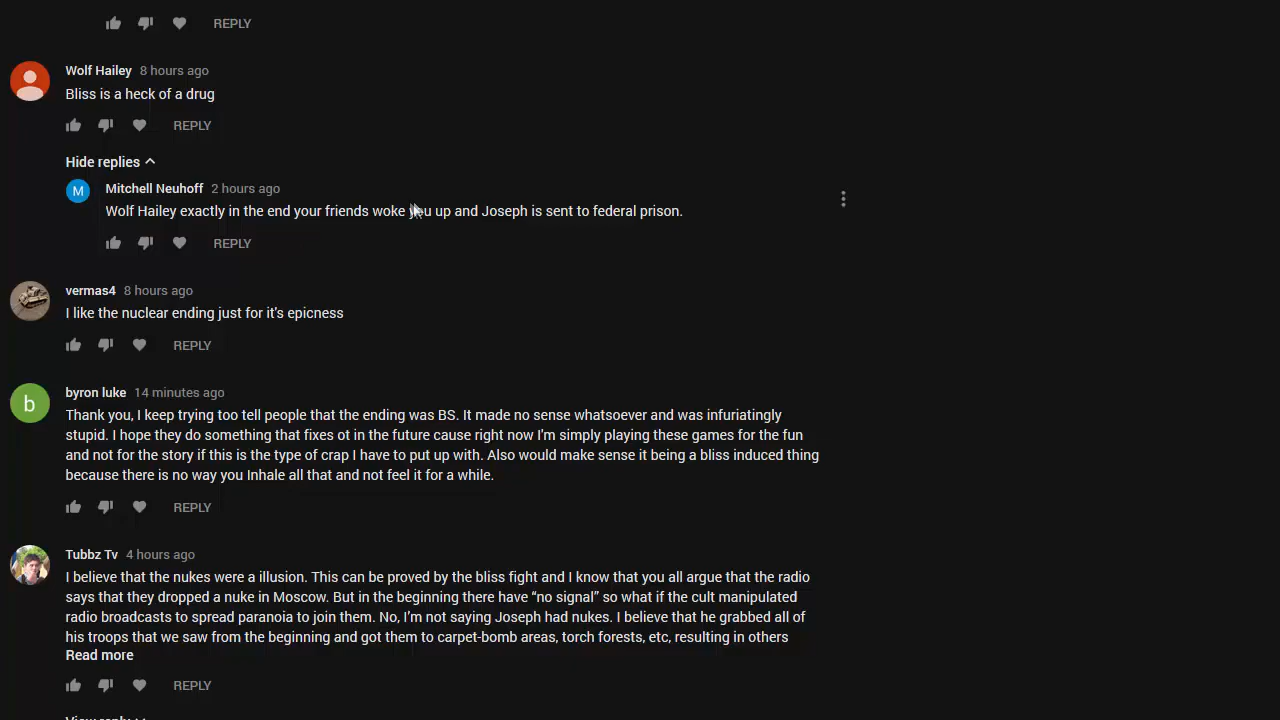 REPLY
Wolf Hailey 8 hours ago
Bliss is a heck of a drug
REPLY
Hide replies
M
Mitchell Neuhoff 2 hours ago
Wolf Hailey exactly in the end your friends woke you up and Joseph is sent to federal prison.
REPLY
vermas4 8 hours ago
I like the nuclear ending just for it's epicness
REPLY
b
byron luke 14 minutes ago
Thank you, I keep trying too tell people that the ending was BS. It made no sense whatsoever and was infuriatingly
stupid. I hope they do something that fixes ot in the future cause right now I'm simply playing these games for the fun
and not for the story if this is the type of crap I have to put up with. Also would make sense it being a bliss induced thing
because there is no way you Inhale all that and not feel it for a while.
REPLY
Tubbz Tv 4 hours ago
I believe that the nukes were a illusion. This can be proved by the bliss fight and I know that you all argue that the radio
says that they dropped a nuke in Moscow. But in the beginning there have “no signal” so what if the cult manipulated
radio broadcasts to spread paranoia to join them. No, I’m not saying Joseph had nukes. I believe that he grabbed all of
his troops that we saw from the beginning and got them to carpet-bomb areas, torch forests, etc, resulting in others
Read more
REPLY
View reply